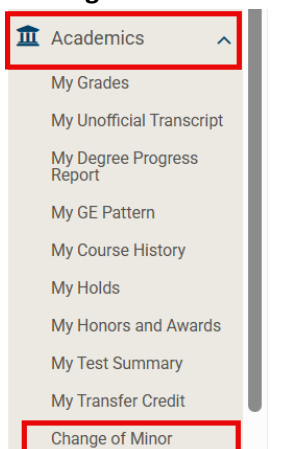 Academics
My Grades
My Unofficial Transcript
My Degree Progress
Report
My GE Pattern
My Course History
My Holds
My Honors and Awards
My Test Summary
My Transfer Credit
Change of Minor